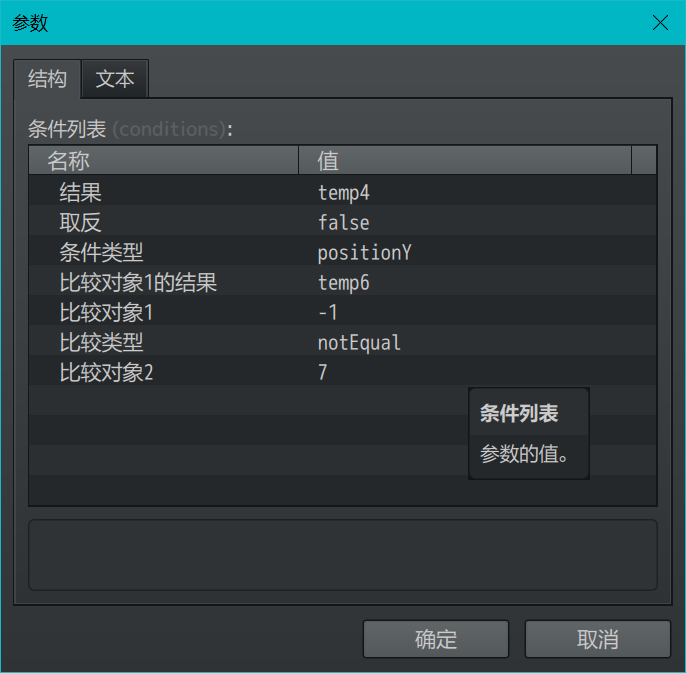 参数
结构 文本
条件列表 (conditions):
名称 值
结果 temp4
取反 false
条件类型 positionY
比较对象1的结果 temp6
比较对象1 -1
比较类型 notEqual
比较对象2 7
条件列表
参数的值。
确定 取消